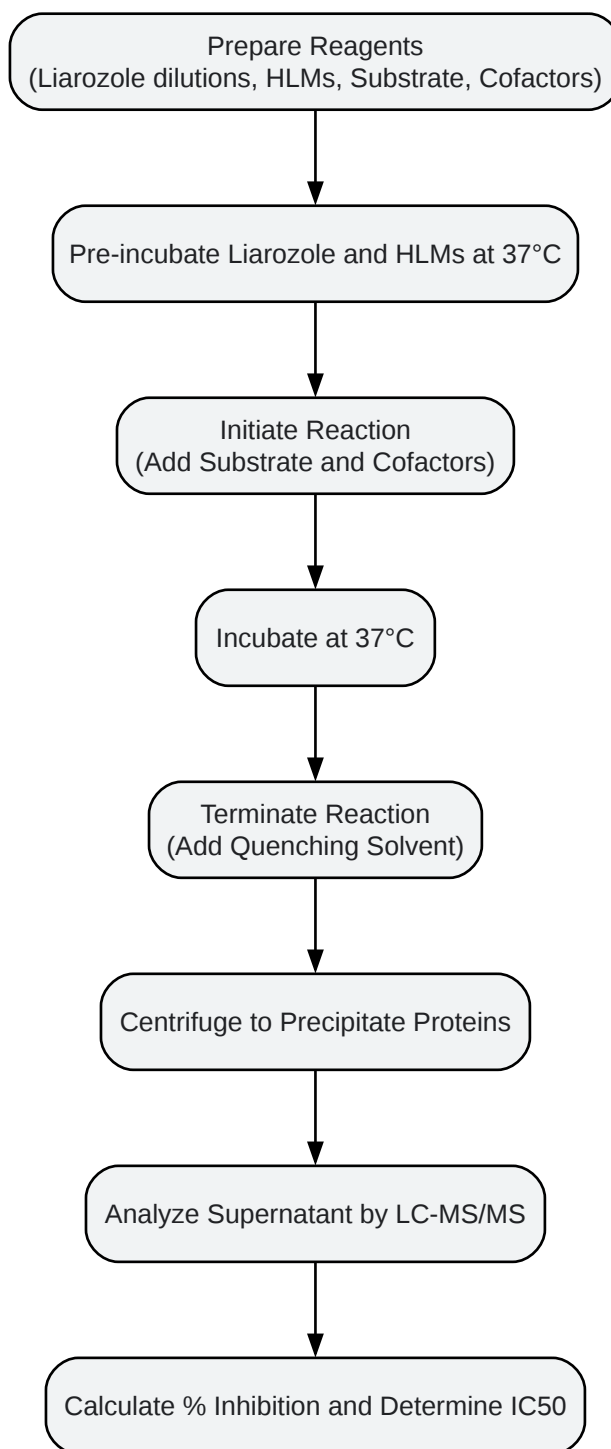 Prepare Reagents
(Liarozole dilutions, HLMs, Substrate, Cofactors)
Pre-incubate Liarozole and HLMs at 37°C
Initiate Reaction
(Add Substrate and Cofactors)
Incubate at 37°C
Terminate Reaction
(Add Quenching Solvent)
Centrifuge to Precipitate Proteins
Analyze Supernatant by LC-MS/MS
Calculate % Inhibition and Determine IC50